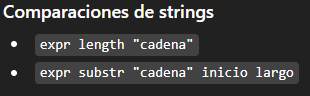 Comparaciones de strings
• expr length "cadena"
• expr substr "cadena" inicio largo